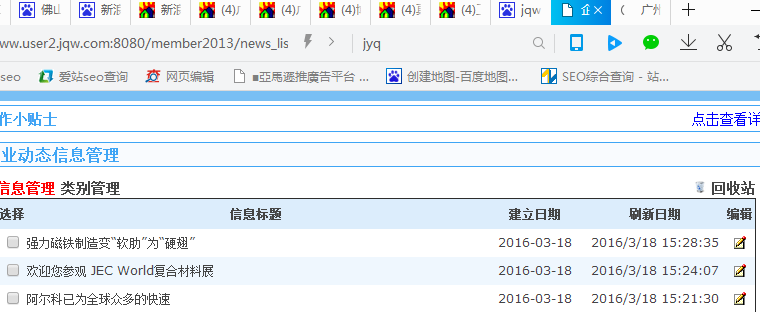 佛山 新浪 新浪 (4)广 (4)广 (4)博 (4)嘉 (4)工 jqw 企 广州
ww.user2.jqw.com:8080/member2013/news_lis jyq
seo 爱站seo查询 网页编辑 ■亞馬遜推廣告平台 ... 创建地图-百度地图... SEO综合查询 - 站...
作小贴士 点击查看详
业动态信息管理
信息管理 类别管理 回收站
选择 信息标题 建立日期 刷新日期 编辑
强力磁铁制造变“软肋”为“硬翅” 2016-03-18 2016/3/18 15:28:35
欢迎您参观 JEC World复合材料展 2016-03-18 2016/3/18 15:24:07
阿尔科已为全球众多的快速 2016-03-18 2016/3/18 15:21:30